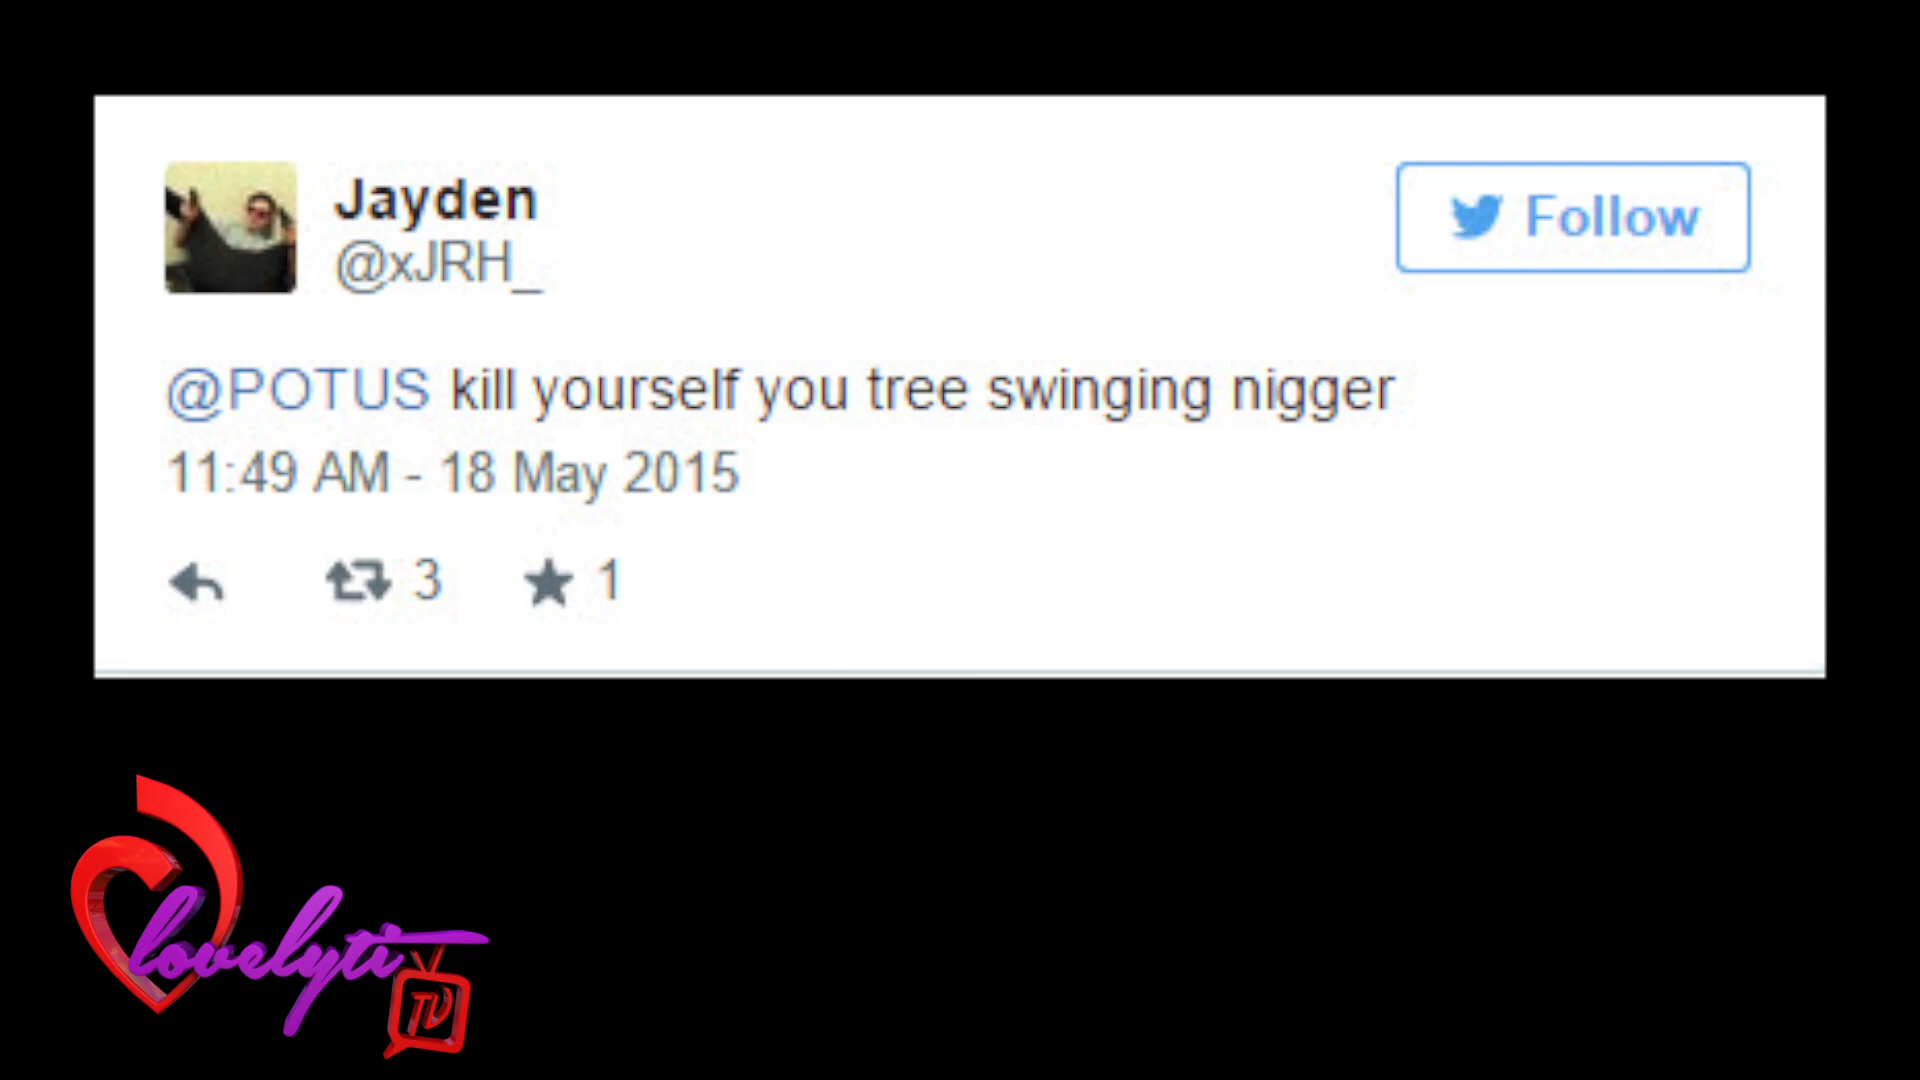 Jayden
@xJRH_
Follow
@POTUS kill yourself you tree swinging nigger
11:49 AM - 18 May 2015
3 1
lovelyti
TV